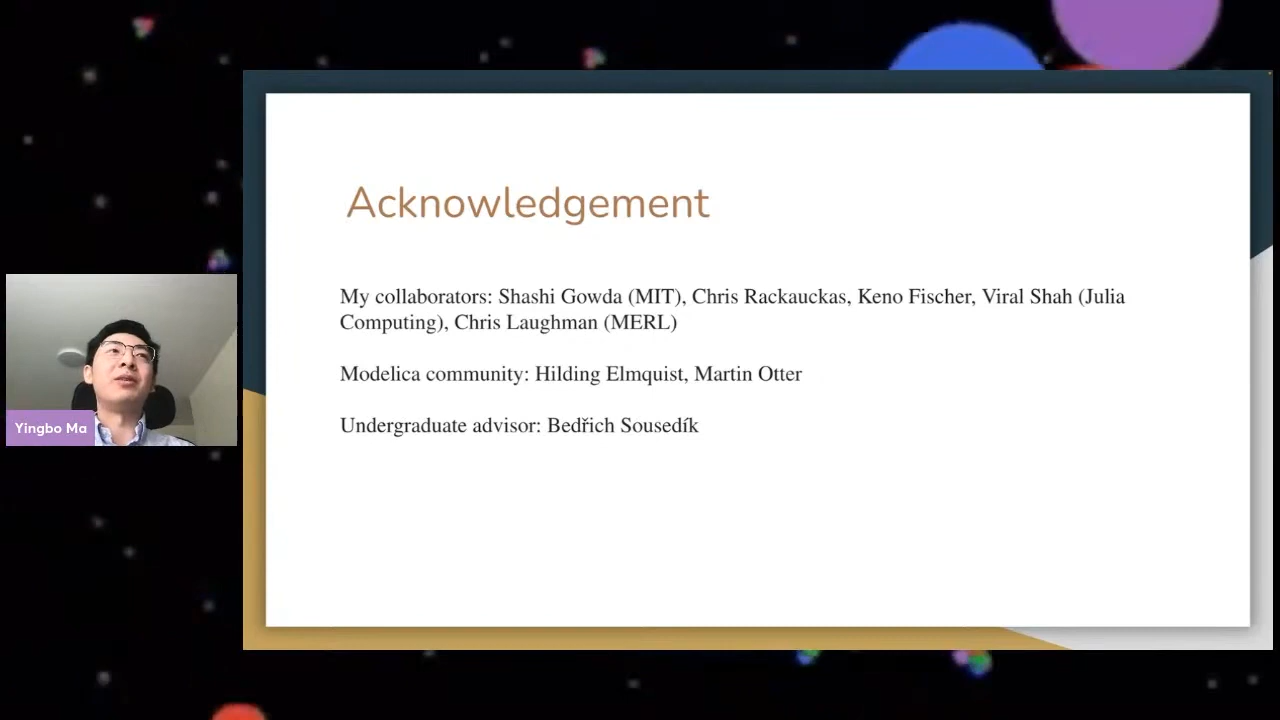 Acknowledgement
My collaborators: Shashi Gowda (MIT), Chris Rackauckas, Keno Fischer, Viral Shah (Julia
Computing), Chris Laughman (MERL)
Modelica community: Hilding Elmquist, Martin Otter
Undergraduate advisor: Bedřich Sousedík
Yingbo Ma